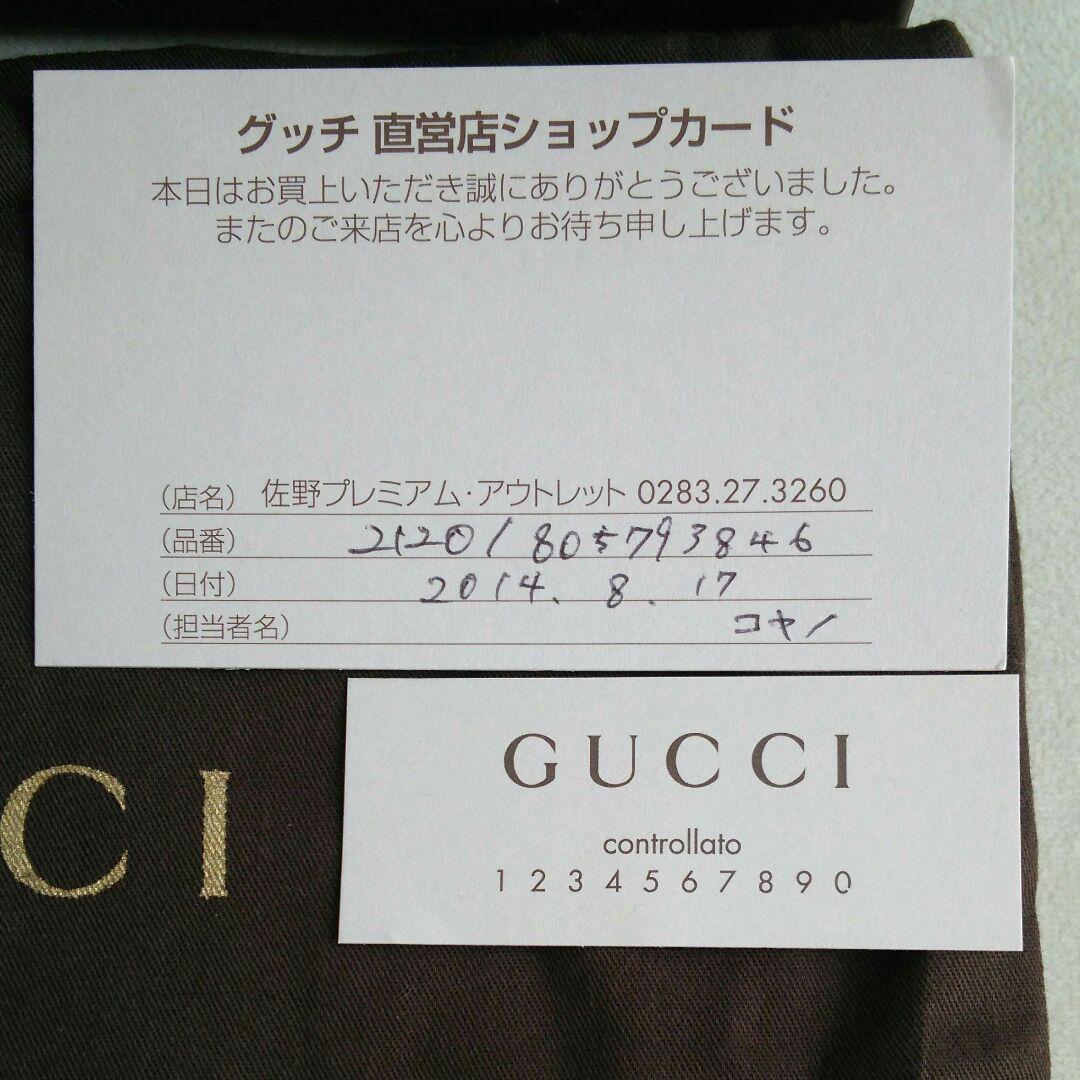 グッチ 直営店ショップカード
本日はお買上いただき誠にありがとうございました。
またのご来店を心よりお待ち申し上げます。
(店名) 佐野プレミアム・アウトレット 0283.27.3260
(品番) 2120/805793846
(日付) 2014. 8. 17
(担当者名) コヤノ
GUCCI
controllato
1 2 3 4 5 6 7 8 9 0
CI